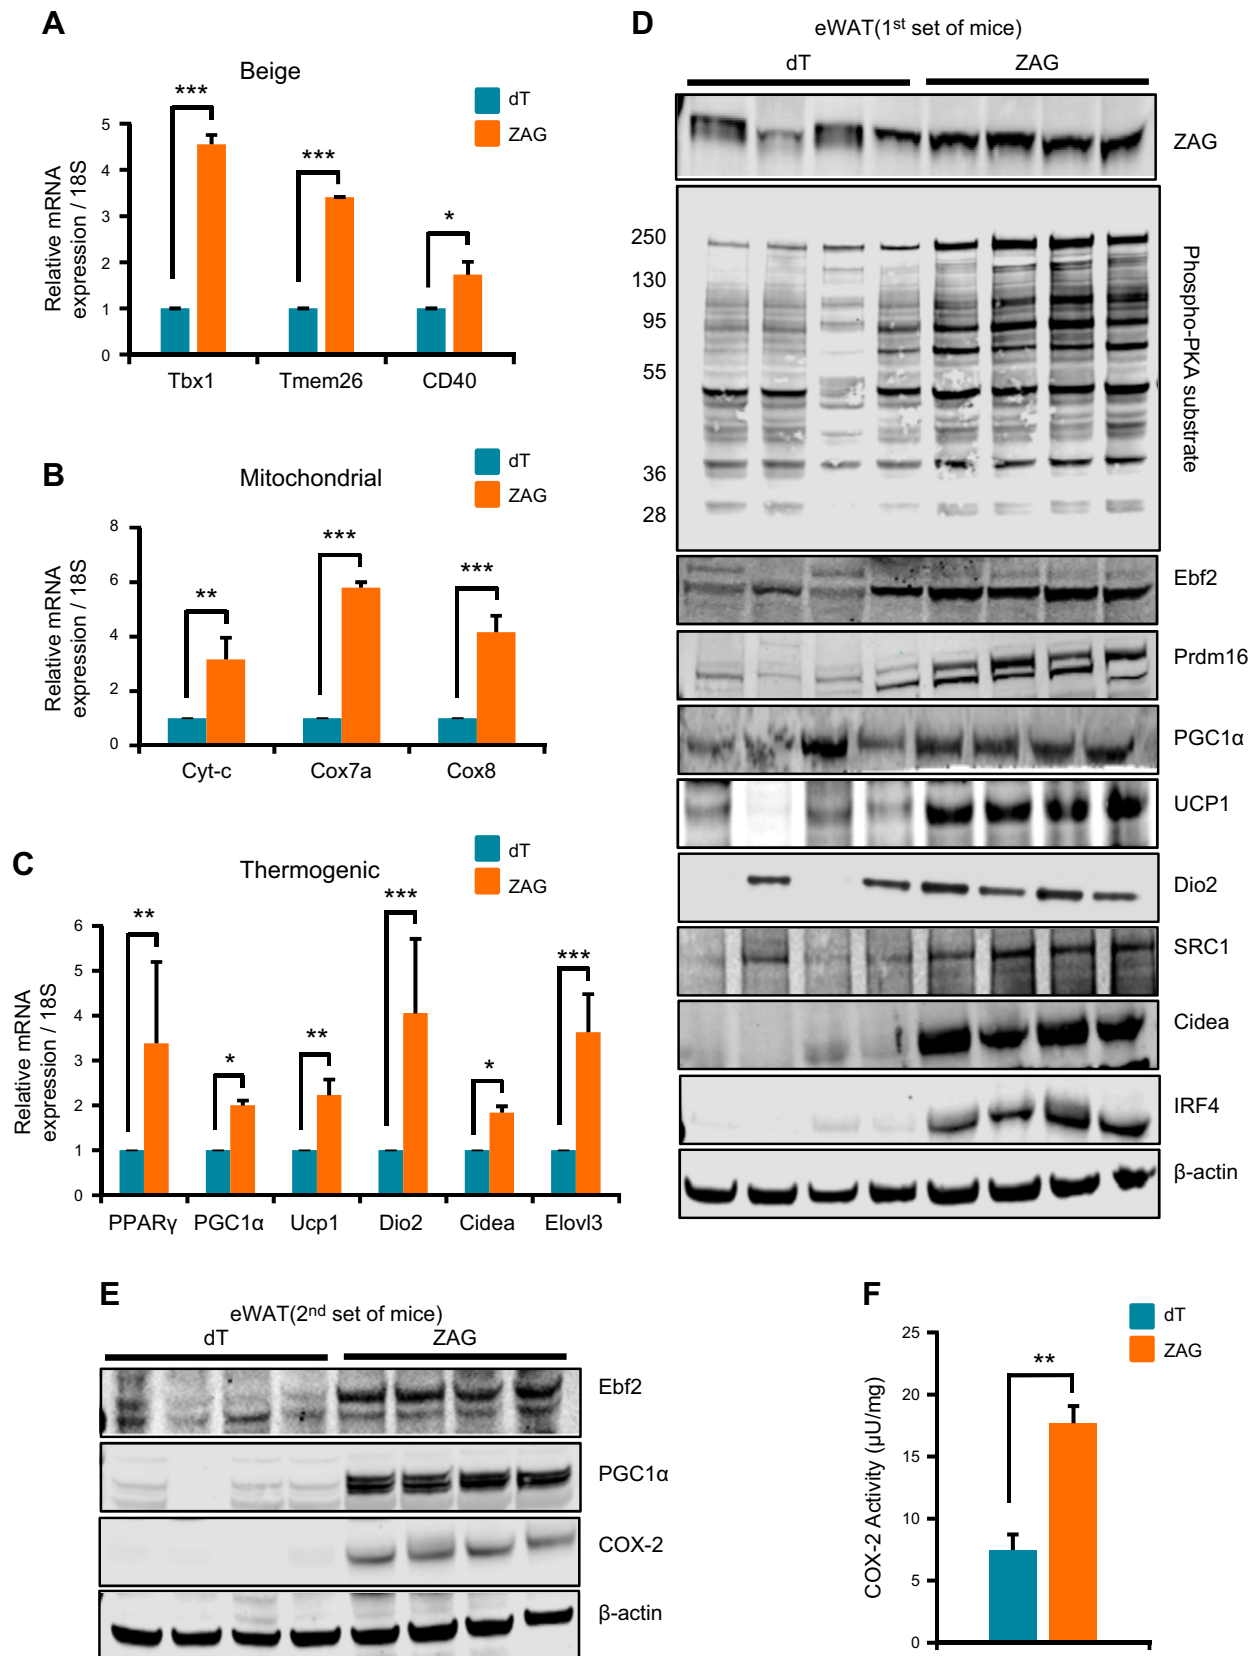 A
Beige
dT
ZAG
***
***
*
5
4
3
2
1
0
Relative mRNA
expression / 18S
Tbx1
Tmem26
CD40
B
Mitochondrial
dT
ZAG
**
***
***
8
6
4
2
0
Relative mRNA
expression / 18S
Cyt-c
Cox7a
Cox8
C
Thermogenic
dT
ZAG
**
*
**
***
*
***
6
5
4
3
2
1
0
Relative mRNA
expression / 18S
PPARγ
PGC1α
Ucp1
Dio2
Cidea
Elovl3
D
eWAT(1st set of mice)
dT
ZAG
ZAG
250
130
95
55
36
28
Phospho-PKA substrate
Ebf2
Prdm16
PGC1α
UCP1
Dio2
SRC1
Cidea
IRF4
β-actin
E
eWAT(2nd set of mice)
dT
ZAG
Ebf2
PGC1α
COX-2
β-actin
F
dT
ZAG
**
25
20
15
10
5
0
COX-2 Activity (µU/mg)